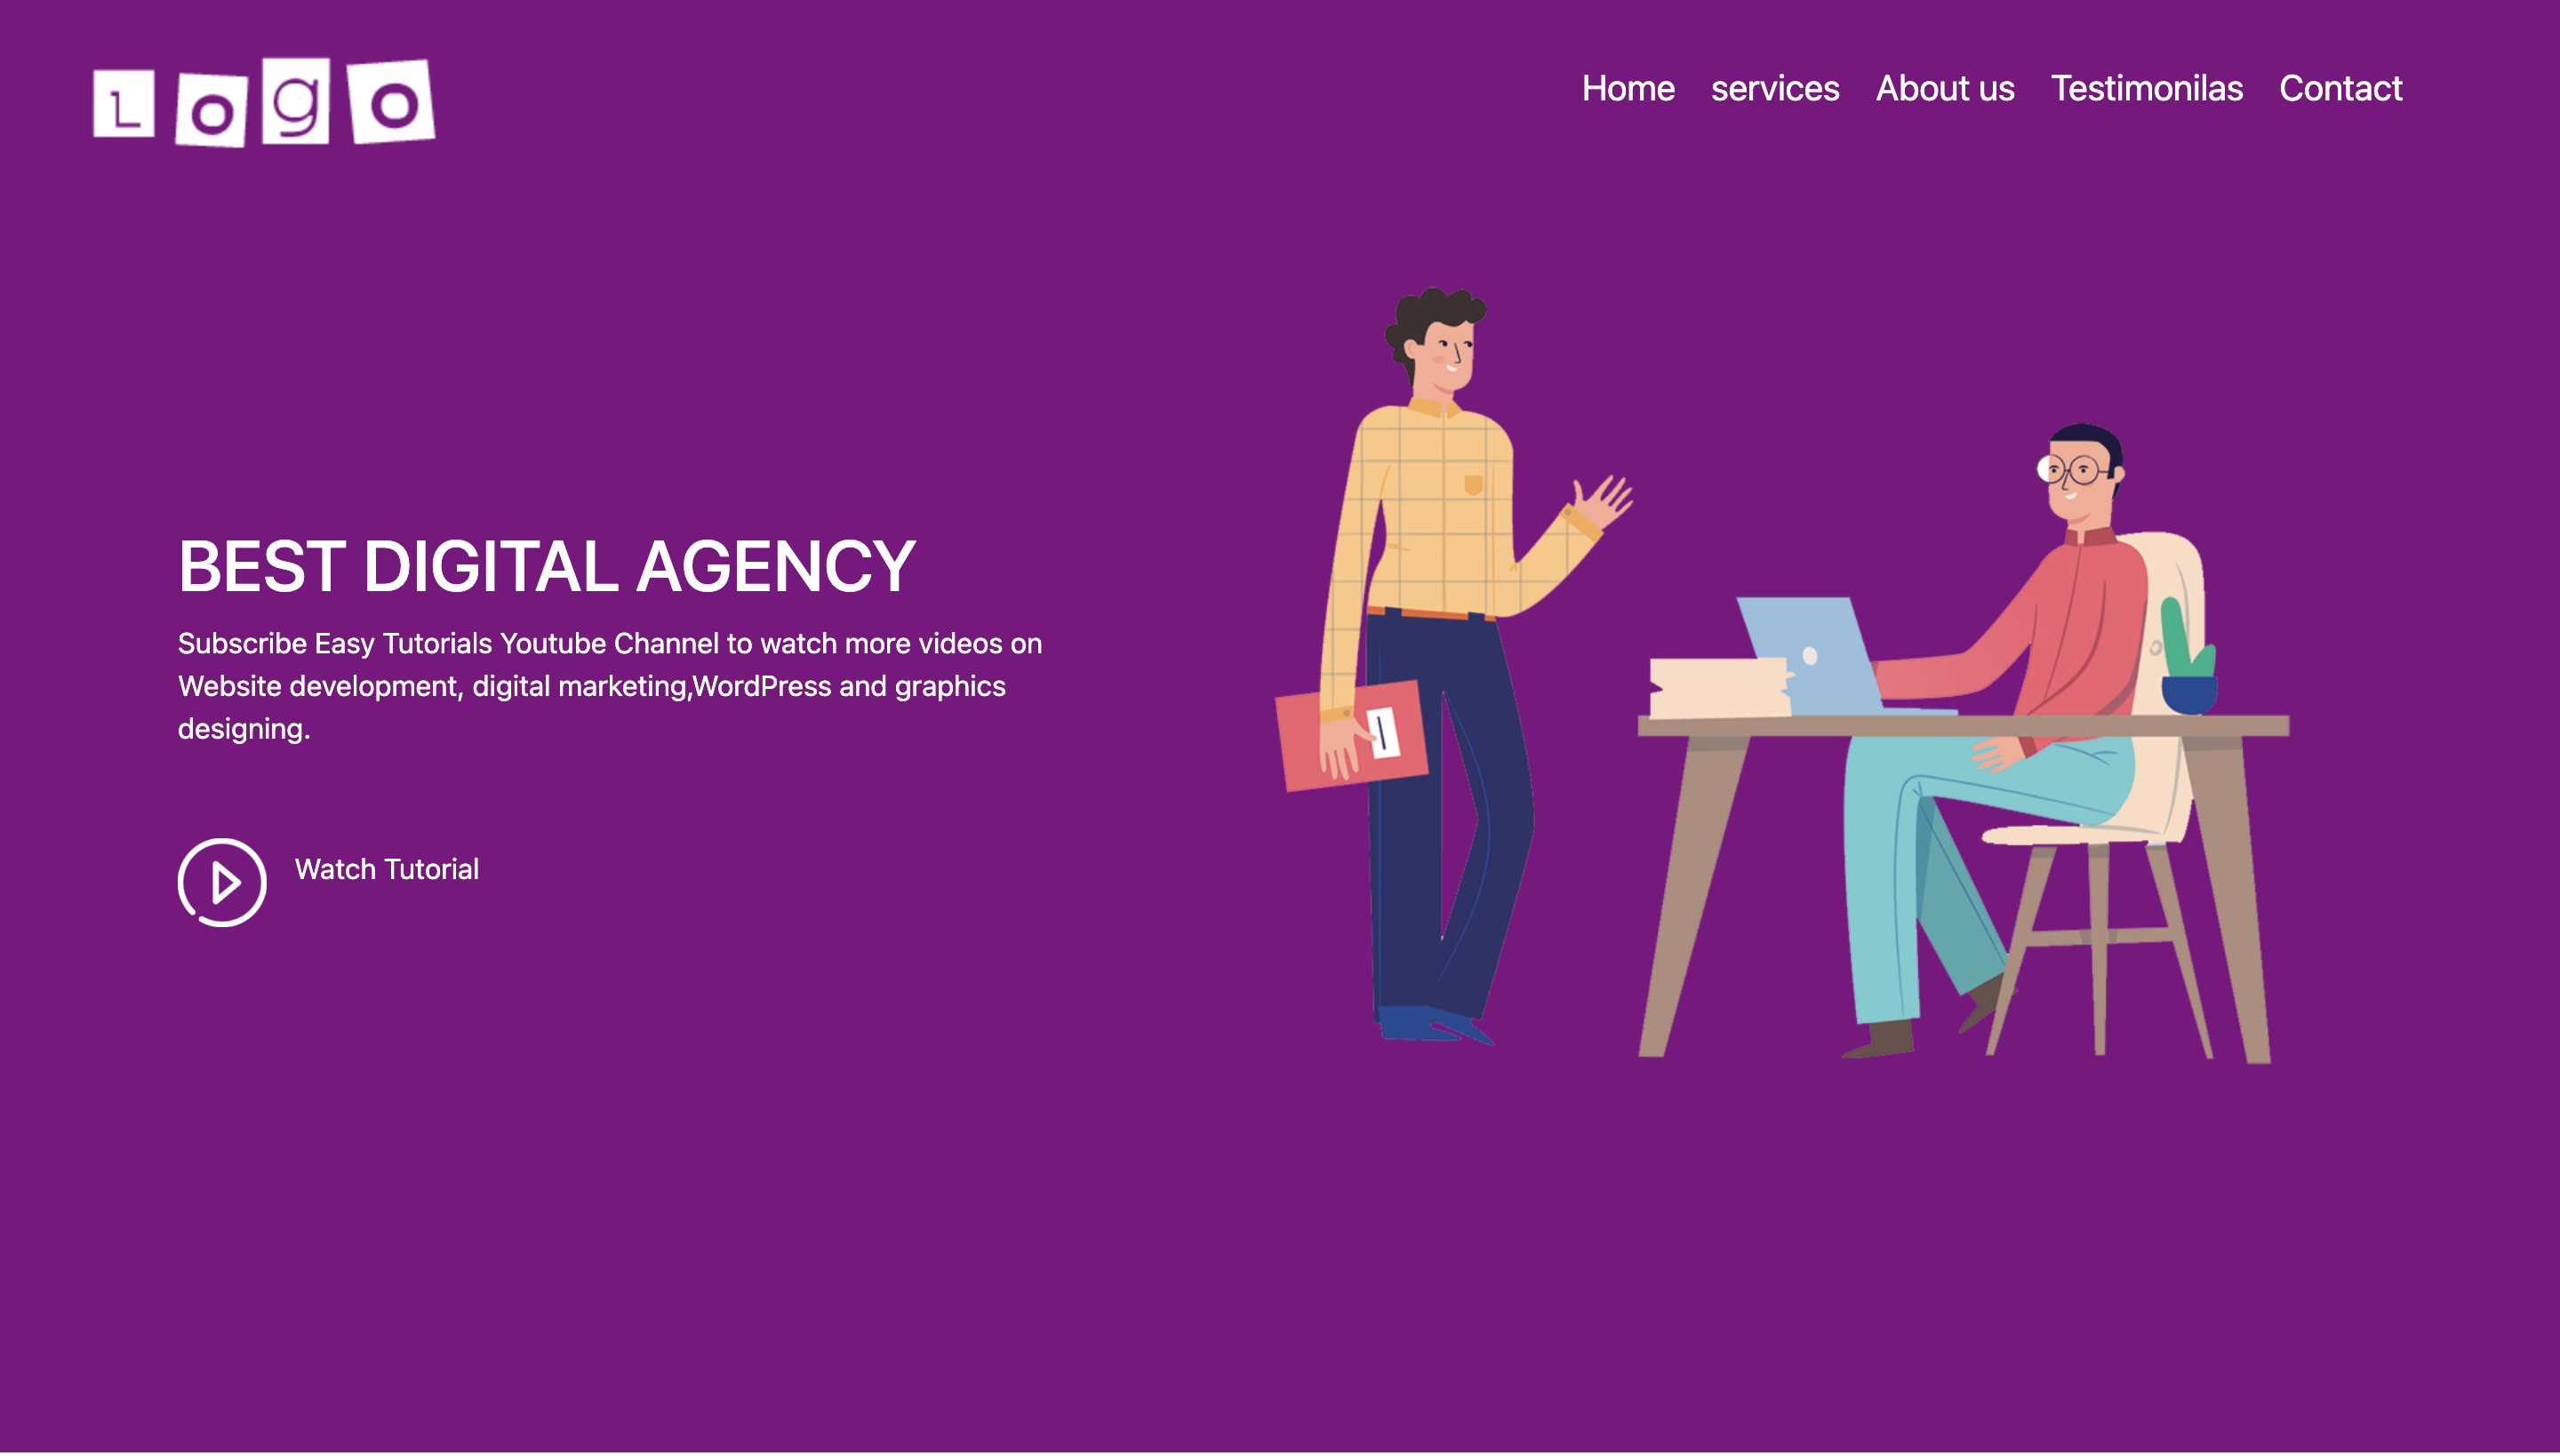 Logo
Home services About us Testimonilas Contact
BEST DIGITAL AGENCY
Subscribe Easy Tutorials Youtube Channel to watch more videos on
Website development, digital marketing,WordPress and graphics
designing.
Watch Tutorial